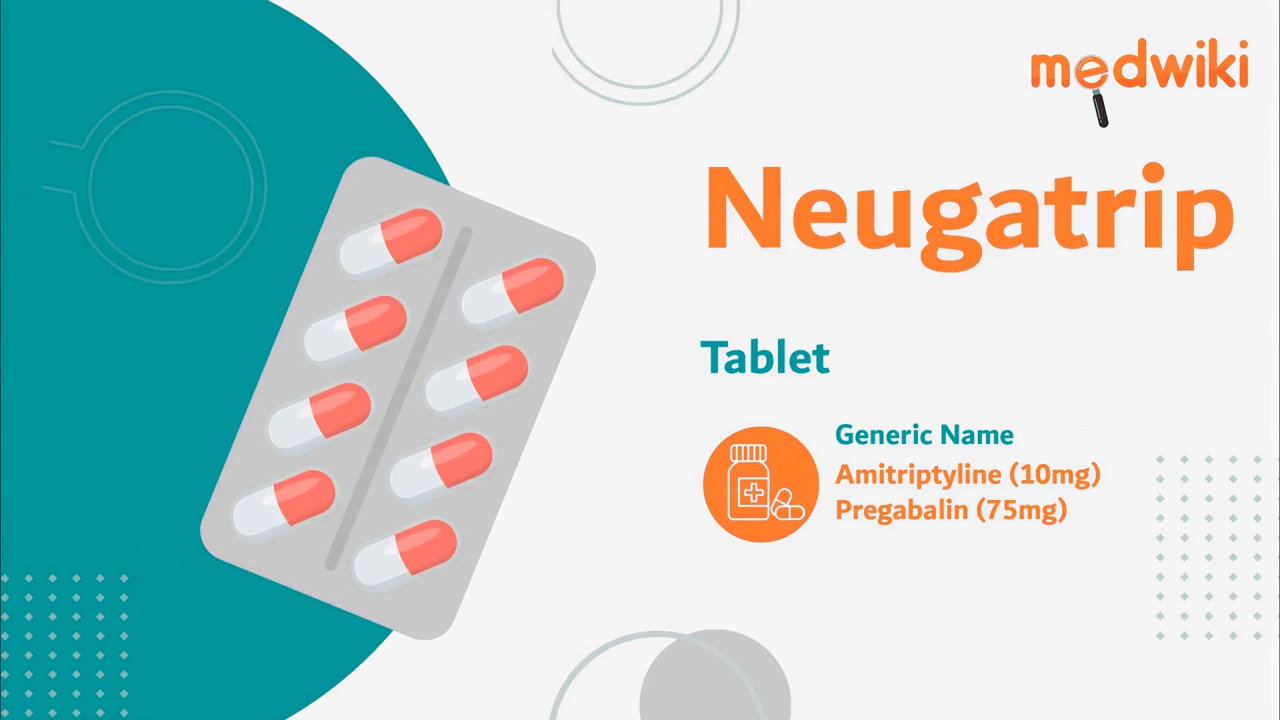 medwiki
Neugatrip
Tablet
Generic Name
Amitriptyline (10mg)
Pregabalin (75mg)